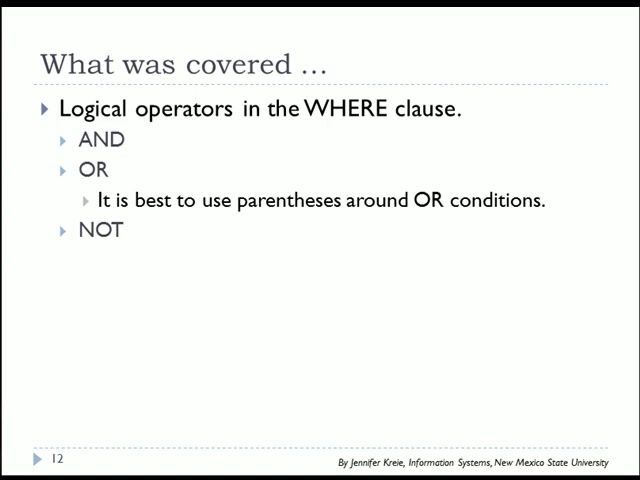 What was covered …
Logical operators in the WHERE clause.
AND
OR
It is best to use parentheses around OR conditions.
NOT
12
By Jennifer Kreie, Information Systems, New Mexico State University